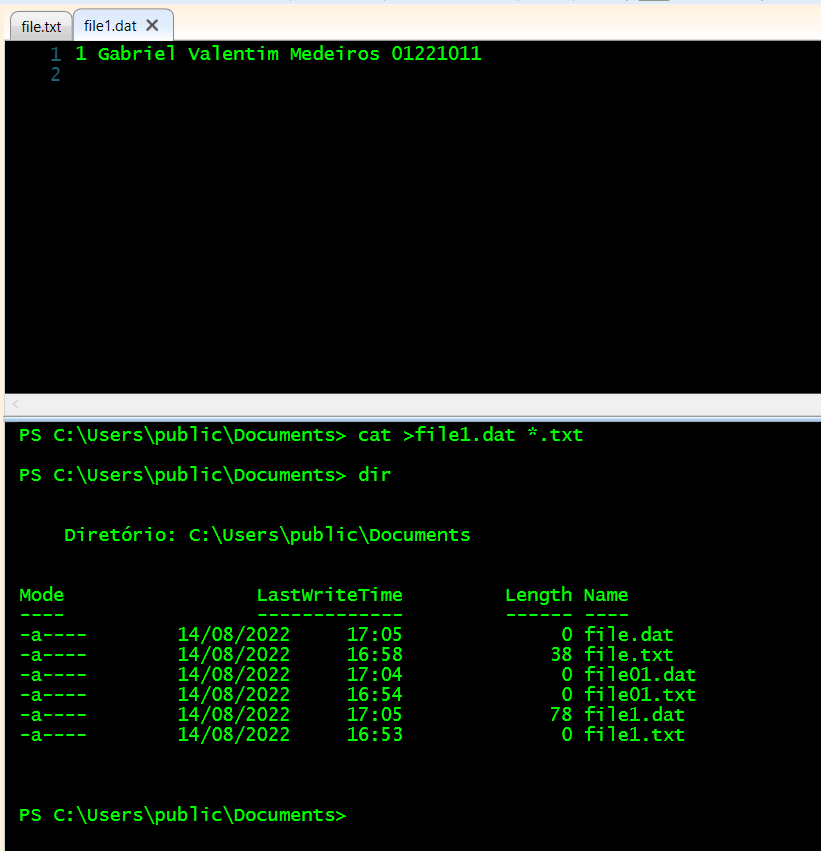 file.txt file1.dat
1 1 Gabriel Valentim Medeiros 01221011
2
PS C:\Users\public\Documents> cat >file1.dat *.txt
PS C:\Users\public\Documents> dir
Diretório: C:\Users\public\Documents
Mode LastWriteTime Length Name
---- ------------- ------ ----
-a---- 14/08/2022 17:05 0 file.dat
-a---- 14/08/2022 16:58 38 file.txt
-a---- 14/08/2022 17:04 0 file01.dat
-a---- 14/08/2022 16:54 0 file01.txt
-a---- 14/08/2022 17:05 78 file1.dat
-a---- 14/08/2022 16:53 0 file1.txt
PS C:\Users\public\Documents>